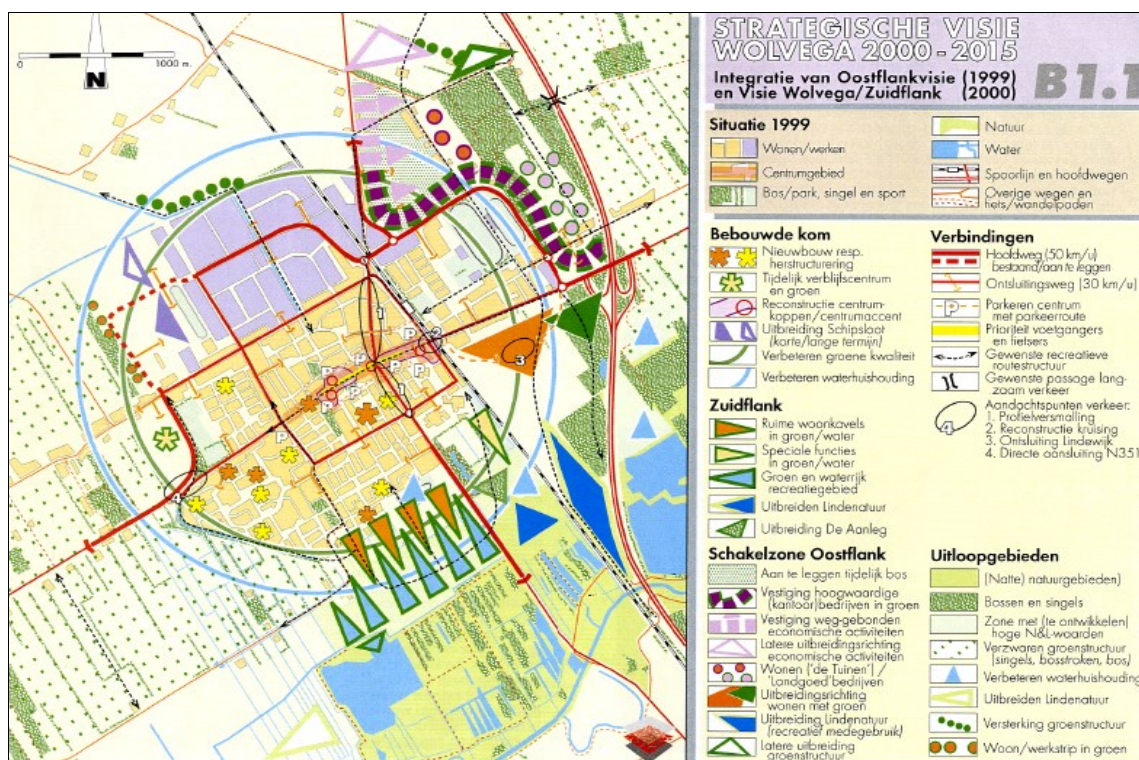 0 1000 m.
N
1
2
3
1
4
P
P
P
P
P
P
P
P
STRATEGISCHE VISIE
WOLVEGA 2000 - 2015
Integratie van Oostflankvisie (1999)
en Visie Wolvega/Zuidflank (2000)
B1.1
Situatie 1999
Wonen/werken
Centrumgebied
Bos/park, singel en sport
Natuur
Water
Spoorlijn en hoofdwegen
Overige wegen en
fiets/wandelpaden
Bebouwde kom
Nieuwbouw resp.
herstructurering
Tijdelijk verblijfscentrum
en groen
Reconstructie centrum-
koppen/centrumaccent
Uitbreiding Schipsloot
(korte/lange termijn)
Verbeteren groene kwaliteit
Verbeteren waterhuishouding
Zuidflank
Ruime woonkavels
in groen/water
Speciale functies
in groen/water
Groen en waterrijk
recreatiegebied
Uitbreiden Lindenatuur
Uitbreiding De Aanleg
Schakelzone Oostflank
Aan te leggen tijdelijk bos
Vestiging hoogwaardige
(kantoor)bedrijven in groen
Vestiging weg-gebonden
economische activiteiten
Latere uitbreidingsrichting
economische activiteiten
Wonen ('de Tuinen') /
'Landgoed'bedrijven
Uitbreidingsrichting
wonen met groen
Uitbreiding Lindenatuur
(recreatief medegebruik)
Latere uitbreiding
groenstructuur
Verbindingen
Hoofdweg (50 km/u)
bestaand/aan te leggen
Ontsluitingsweg (30 km/u)
P
Parkeren centrum
met parkeerroute
Prioriteit voetgangers
en fietsers
Gewenste recreatieve
routestructuur
Gewenste passage lang-
zaam verkeer
4
Aandachtspunten verkeer:
1. Profielversmalling
2. Reconstructie kruising
3. Ontsluiting Lindewijk
4. Directe aansluiting N351
Uitloopgebieden
(Natte) natuurgebieden)
Bossen en singels
Zone met (te ontwikkelen)
hoge N&L-waarden
Verzwaren groenstructuur
(singels, bosstroken, bos)
Verbeteren waterhuishouding
Uitbreiden Lindenatuur
Versterking groenstructuur
Woon/werkstrip in groen